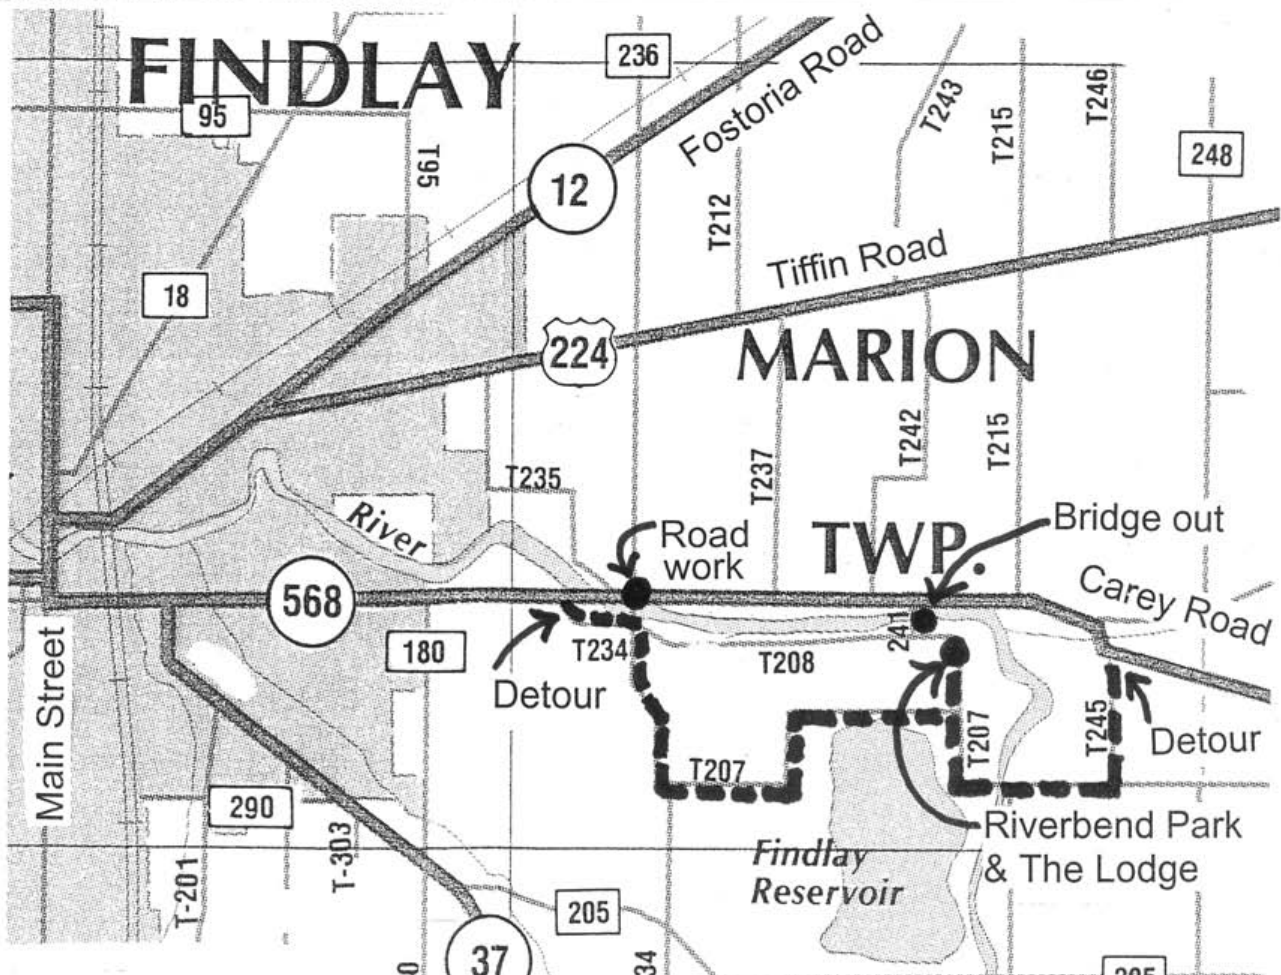 FINDLAY
236
Fostoria Road
95
T95
T243
T215
T246
248
12
T212
Tiffin Road
18
224
MARION
T242
T215
T237
T235
River
Road
work
TWP.
Bridge out
568
Carey Road
Main Street
180
T234
Detour
T208
241
T207
T207
T245
Detour
290
T-201
T-303
Riverbend Park
& The Lodge
Findlay
Reservoir
205
37
34